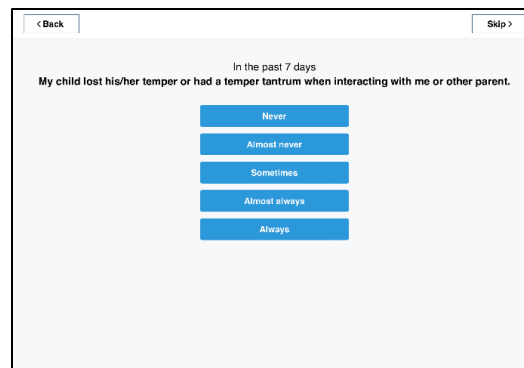 < Back
Skip >
In the past 7 days
My child lost his/her temper or had a temper tantrum when interacting with me or other parent.
Never
Almost never
Sometimes
Almost always
Always